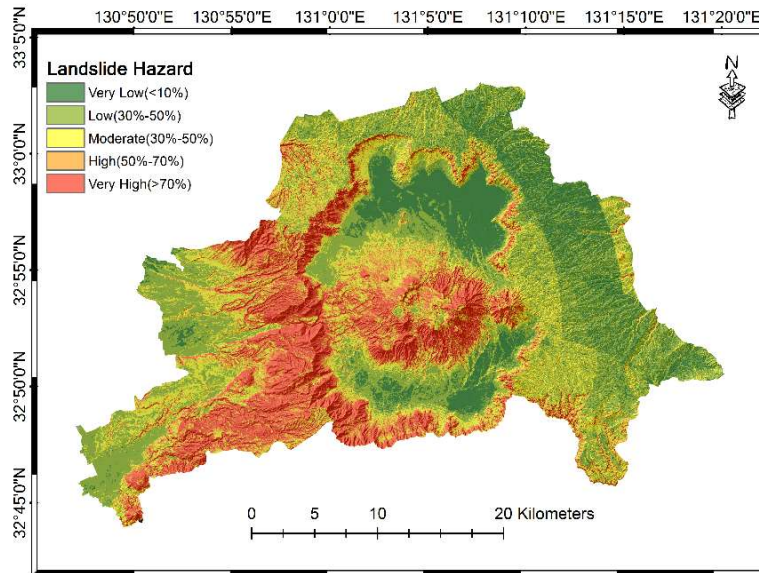 130°50'0"E 130°55'0"E 131°0'0"E 131°5'0"E 131°10'0"E 131°15'0"E 131°20'0"E
33°5'0"N
33°0'0"N
32°55'0"N
32°50'0"N
32°45'0"N
Landslide Hazard
Very Low(<10%)
Low(30%-50%)
Moderate(30%-50%)
High(50%-70%)
Very High(>70%)
N
0 5 10 20 Kilometers